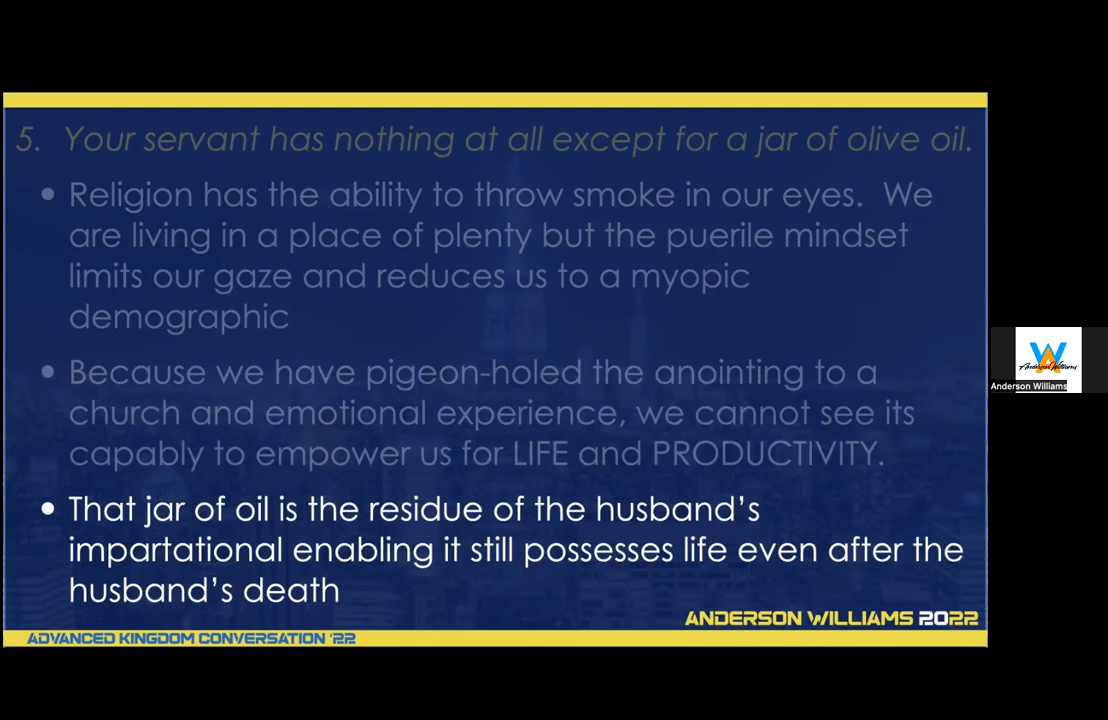 5. Your servant has nothing at all except for a jar of olive oil.
• Religion has the ability to throw smoke in our eyes. We
are living in a place of plenty but the puerile mindset
limits our gaze and reduces us to a myopic
demographic
• Because we have pigeon-holed the anointing to a
church and emotional experience, we cannot see its
capably to empower us for LIFE and PRODUCTIVITY.
• That jar of oil is the residue of the husband's
impartational enabling it still possesses life even after the
husband's death
ANDERSON WILLIAMS 2022
ADVANCED KINGDOM CONVERSATION '22
WA
Anderson Williams
Anderson Williams